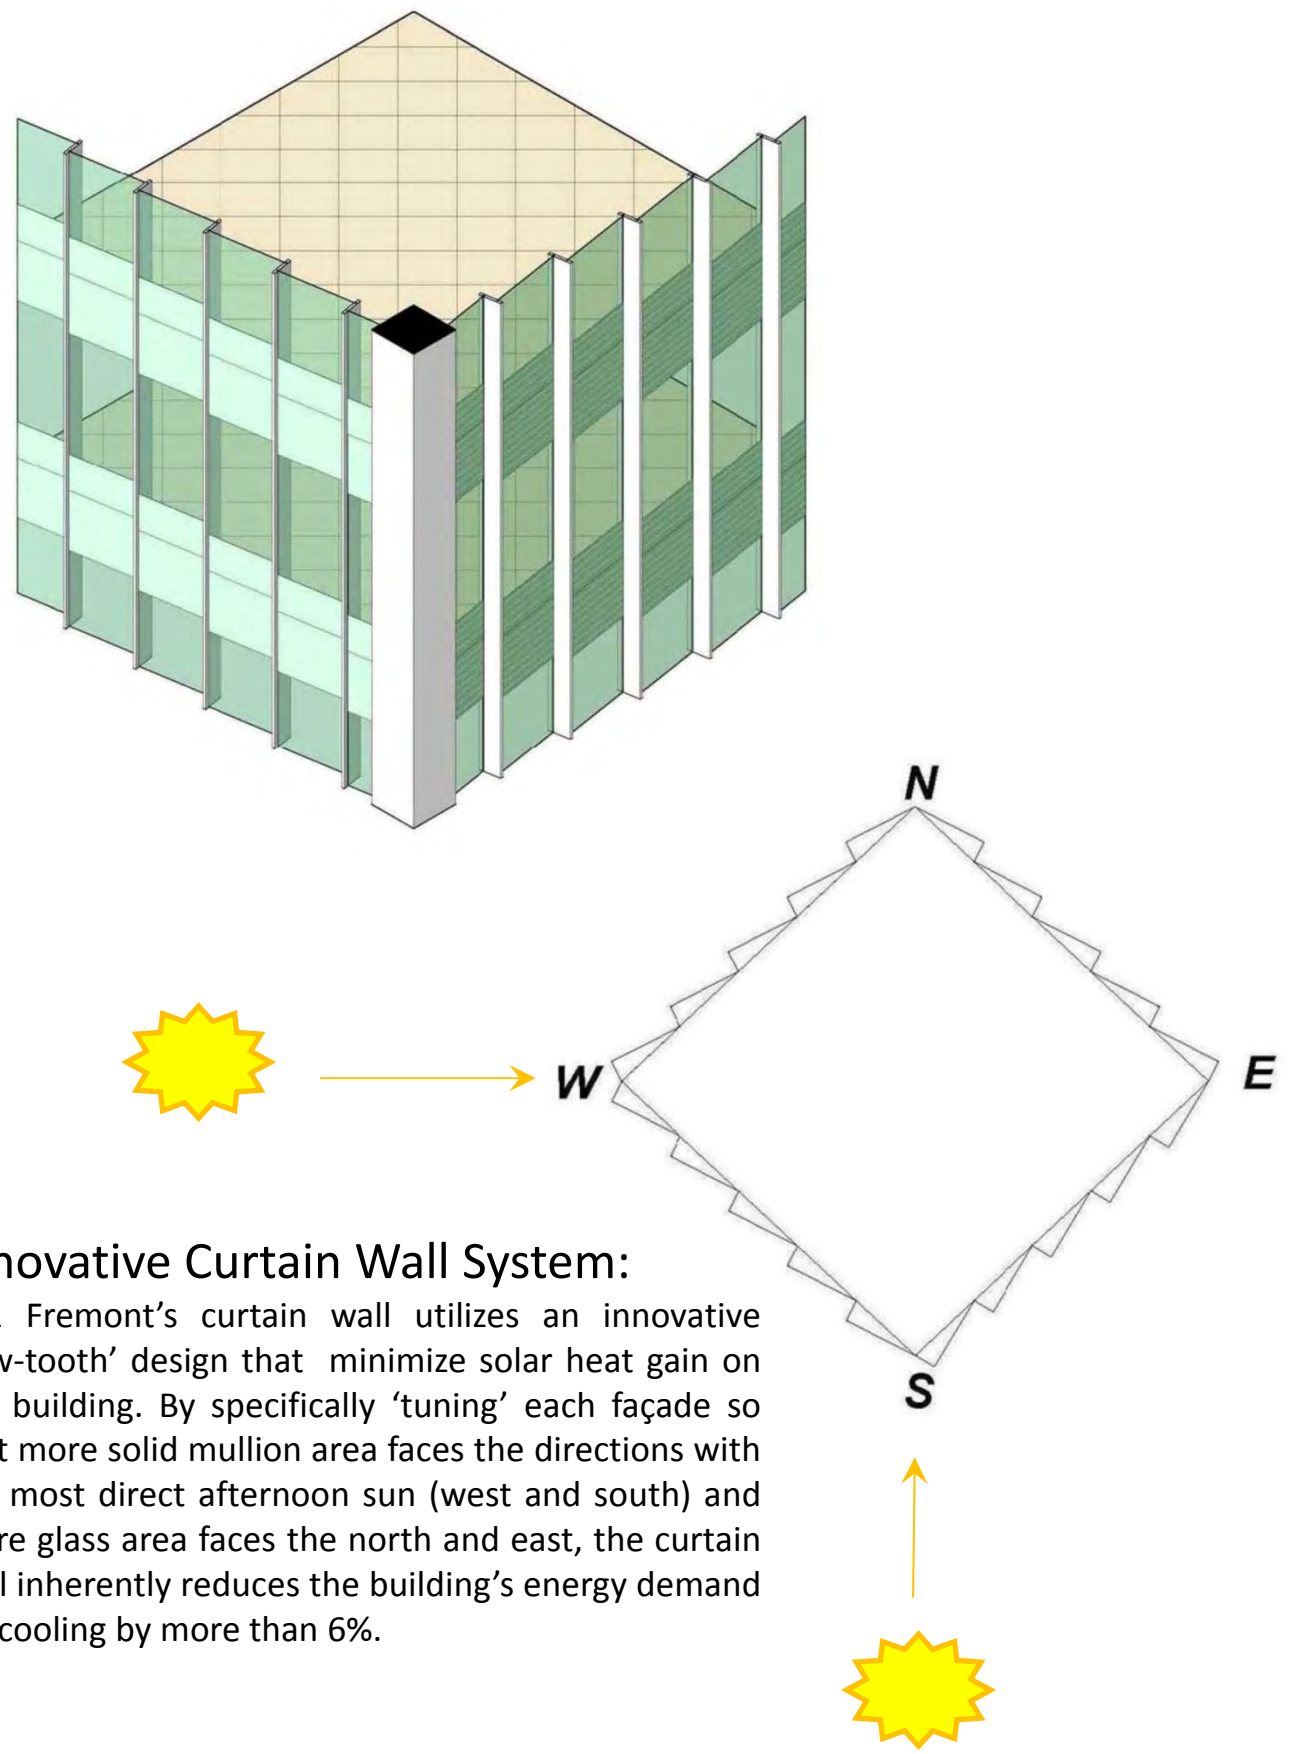 N
W
E
S
novative Curtain Wall System:
Fremont’s curtain wall utilizes an innovative
w-tooth’ design that minimize solar heat gain on
building. By specifically ‘tuning’ each façade so
t more solid mullion area faces the directions with
most direct afternoon sun (west and south) and
re glass area faces the north and east, the curtain
l inherently reduces the building’s energy demand
cooling by more than 6%.